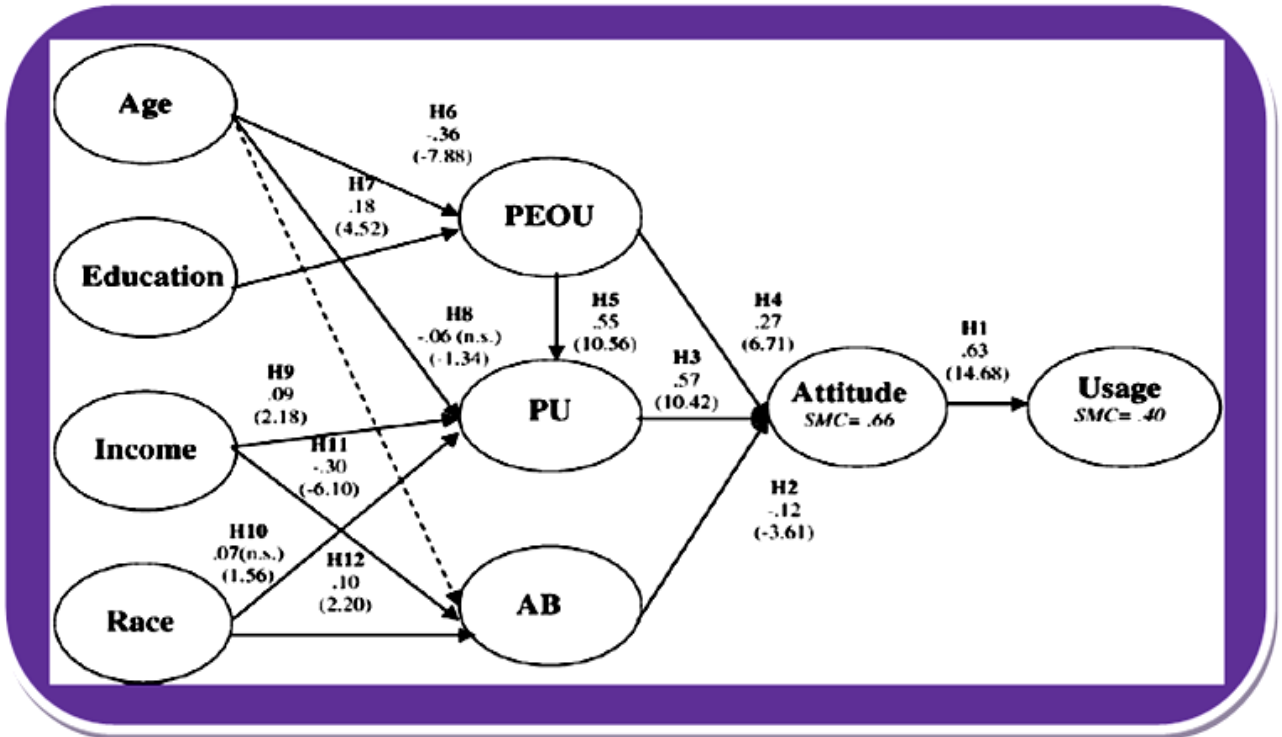 Age
H6
-.36
(-7.88)
H7
.18
(4.52)
PEOU
Education
H8
-.06 (n.s.)
(-1.34)
H5
.55
(10.56)
H4
.27
(6.71)
H3
.57
(10.42)
H1
.63
(14.68)
H9
.09
(2.18)
PU
Attitude
SMC= .66
Usage
SMC= .40
Income
H11
-.30
(-6.10)
H2
-.12
(-3.61)
H10
.07(n.s.)
(1.56)
H12
.10
(2.20)
AB
Race